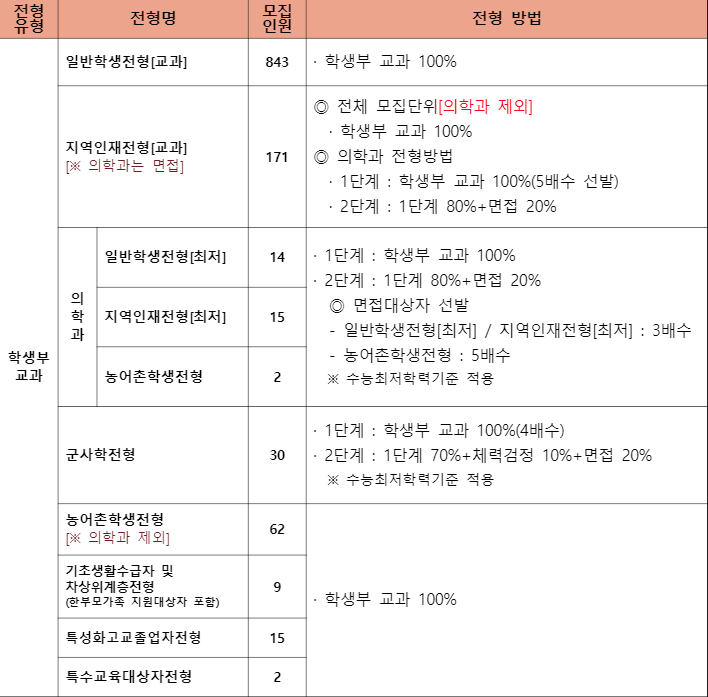 전형
유형
전형명
모집
인원
전형 방법
학생부
교과
일반학생전형[교과]
843
· 학생부 교과 100%
지역인재전형[교과]
[※ 의학과는 면접]
171
◎ 전체 모집단위[의학과 제외]
· 학생부 교과 100%
◎ 의학과 전형방법
· 1단계 : 학생부 교과 100%(5배수 선발)
· 2단계 : 1단계 80%+면접 20%
의
학
과
일반학생전형[최저]
14
지역인재전형[최저]
15
농어촌학생전형
2
· 1단계 : 학생부 교과 100%
· 2단계 : 1단계 80%+면접 20%
◎ 면접대상자 선발
- 일반학생전형[최저] / 지역인재전형[최저] : 3배수
- 농어촌학생전형 : 5배수
※ 수능최저학력기준 적용
군사학전형
30
· 1단계 : 학생부 교과 100%(4배수)
· 2단계 : 1단계 70%+체력검정 10%+면접 20%
※ 수능최저학력기준 적용
농어촌학생전형
[※ 의학과 제외]
62
기초생활수급자 및
차상위계층전형
(한부모가족 지원대상자 포함)
9
특성화고교졸업자전형
15
특수교육대상자전형
2
· 학생부 교과 100%